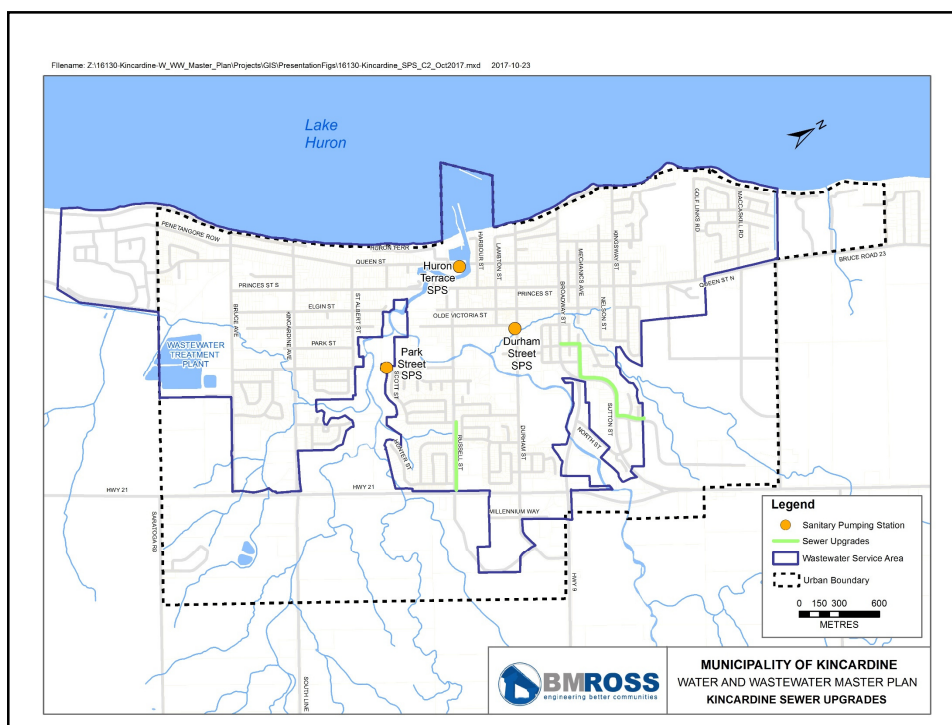 Filename: Z:\16130-Kincardine-W_WW_Master_Plan\Projects\GIS\PresentationFigs\16130-Kincardine_SPS_C2_Oct2017.mxd 2017-10-23
Lake
Huron
N
PENETANGORE ROW
HURON TERR
QUEEN ST
HARBOUR ST
LAMBTON ST
MECHANICS AVE
KINGSWAY ST
GOLF LINKS RD
MACCASKILL RD
BRUCE ROAD 23
QUEEN ST N
Huron
Terrace
SPS
PRINCESS ST S
PRINCES ST
BROADWAY ST
NELSON ST
ELGIN ST
ST ALBERT ST
OLDE VICTORIA ST
BRUCE AVE
KINCARDINE AVE
PARK ST
WASTEWATER
TREATMENT
PLANT
Park
Street
SPS
Durham
Street
SPS
SCOTT ST
SUTTON ST
HUNTER ST
RUSSELL ST
DURHAM ST
NORTH ST
HWY 21
HWY 21
MILLENNIUM WAY
SARATOGA RD
HWY 9
SOUTH LINE
Legend
Sanitary Pumping Station
Sewer Upgrades
Wastewater Service Area
Urban Boundary
0 150 300 600
METRES
BMROSS
engineering better communities
MUNICIPALITY OF KINCARDINE
WATER AND WASTEWATER MASTER PLAN
KINCARDINE SEWER UPGRADES